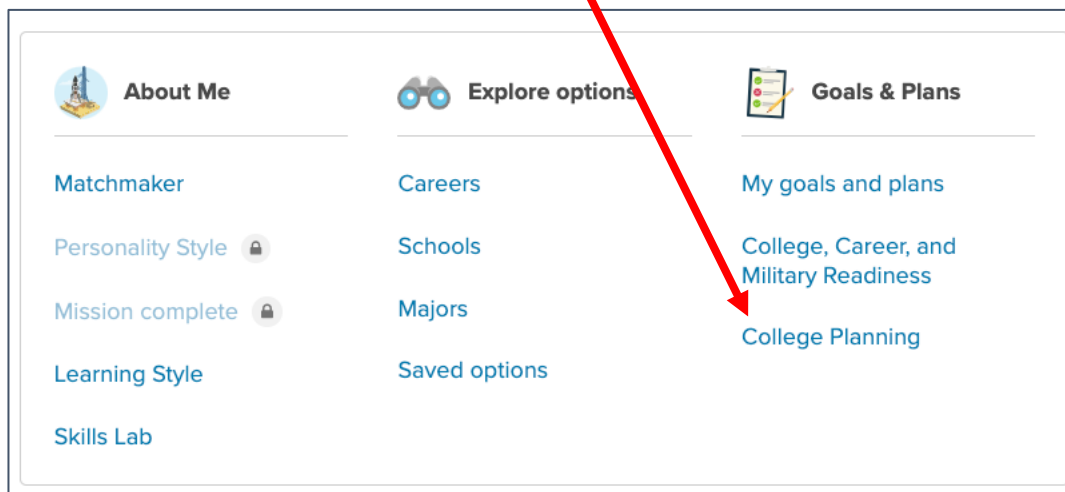 About Me
Matchmaker
Personality Style
Mission complete
Learning Style
Skills Lab
Explore options
Careers
Schools
Majors
Saved options
Goals & Plans
My goals and plans
College, Career, and
Military Readiness
College Planning